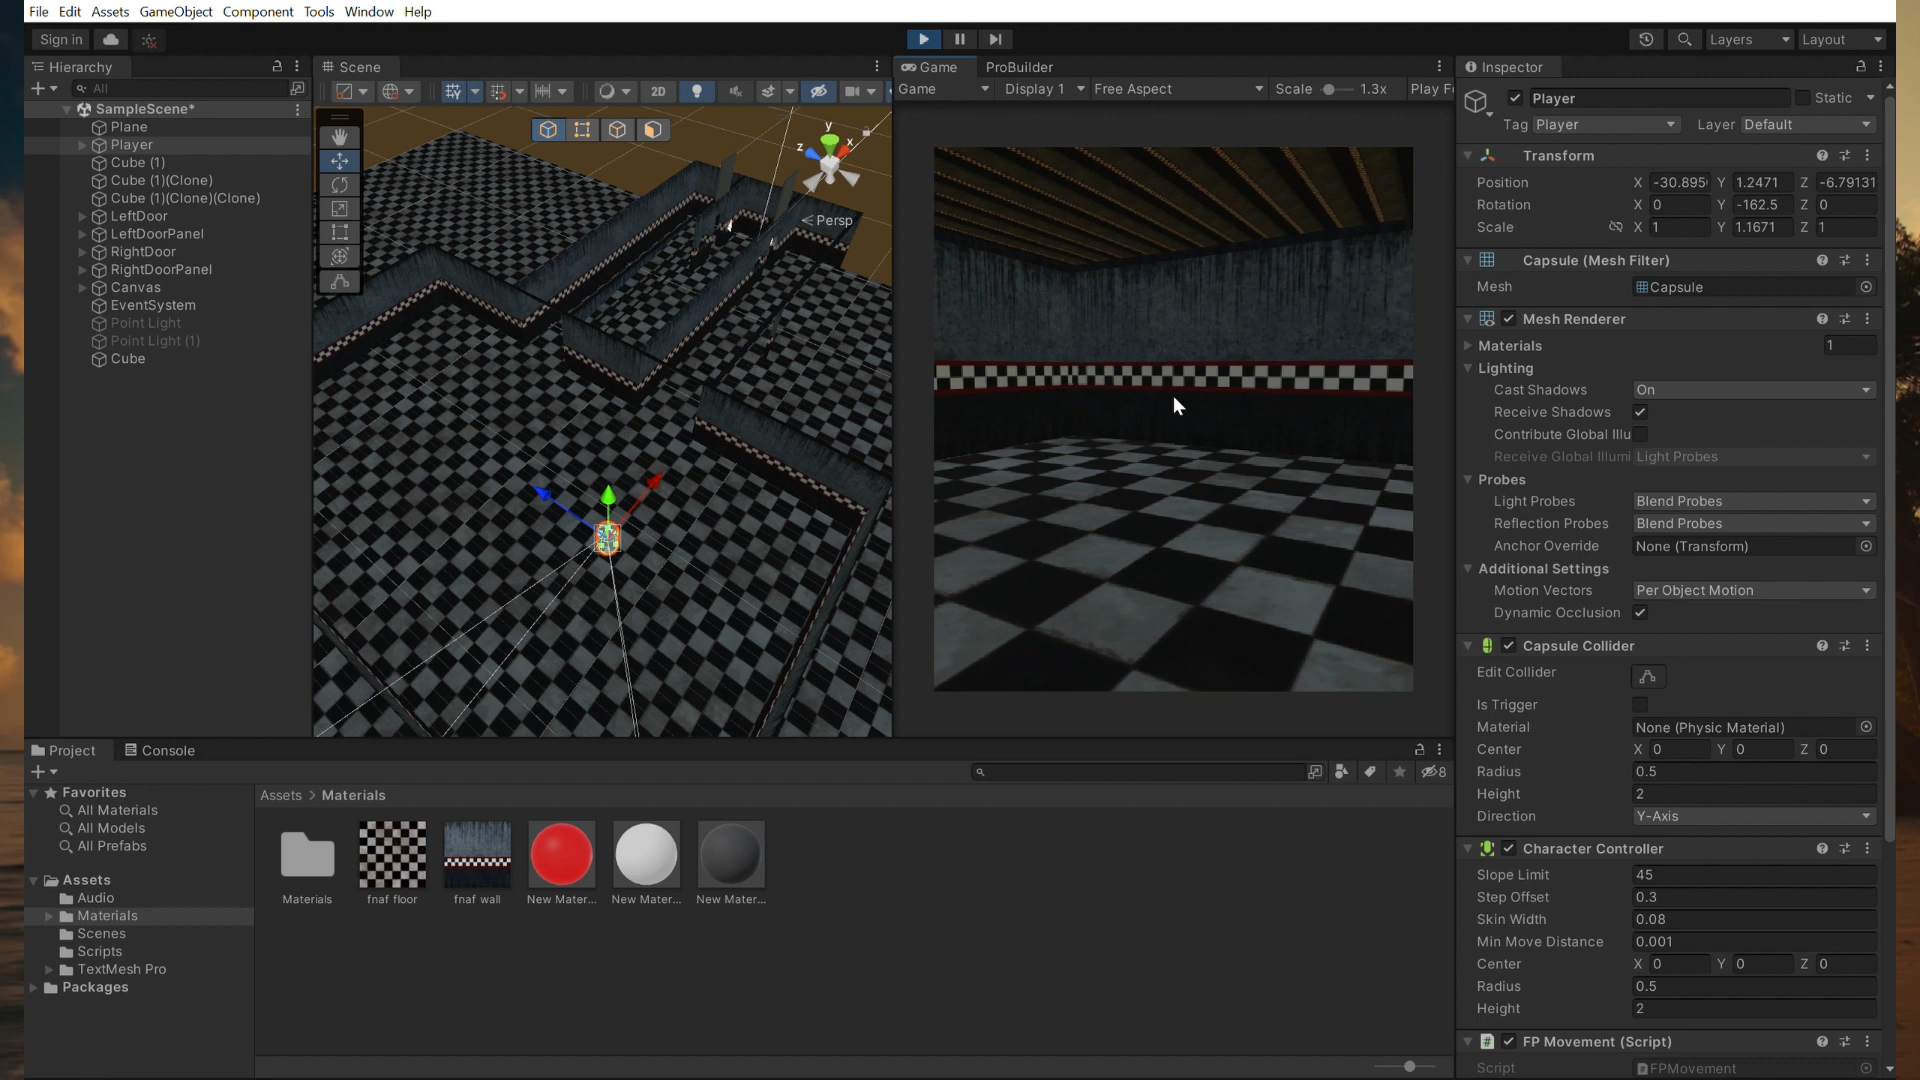 File Edit Assets GameObject Component Tools Window Help
Sign in
Layers Layout
Hierarchy
All
SampleScene*
Plane
Player
Cube (1)
Cube (1)(Clone)
Cube (1)(Clone)(Clone)
LeftDoor
LeftDoorPanel
RightDoor
RightDoorPanel
Canvas
EventSystem
Point Light
Point Light (1)
Cube
Scene
2D
y
x
z
Persp
Game ProBuilder
Game Display 1 Free Aspect Scale 1.3x Play F
Inspector
Player Static
Tag Player Layer Default
Transform
Position X -30.895 Y 1.2471 Z -6.79131
Rotation X 0 Y -162.5 Z 0
Scale X 1 Y 1.1671 Z 1
Capsule (Mesh Filter)
Mesh Capsule
Mesh Renderer
Materials 1
Lighting
Cast Shadows On
Receive Shadows
Contribute Global Illu
Receive Global Illumi Light Probes
Probes
Light Probes Blend Probes
Reflection Probes Blend Probes
Anchor Override None (Transform)
Additional Settings
Motion Vectors Per Object Motion
Dynamic Occlusion
Capsule Collider
Edit Collider
Is Trigger
Material None (Physic Material)
Center X 0 Y 0 Z 0
Radius 0.5
Height 2
Direction Y-Axis
Character Controller
Slope Limit 45
Step Offset 0.3
Skin Width 0.08
Min Move Distance 0.001
Center X 0 Y 0 Z 0
Radius 0.5
Height 2
FP Movement (Script)
Script FPMovement
Project Console
8
Favorites
All Materials
All Models
All Prefabs
Assets
Audio
Materials
Scenes
Scripts
TextMesh Pro
Packages
Assets > Materials
Materials fnaf floor fnaf wall New Mater... New Mater... New Mater...